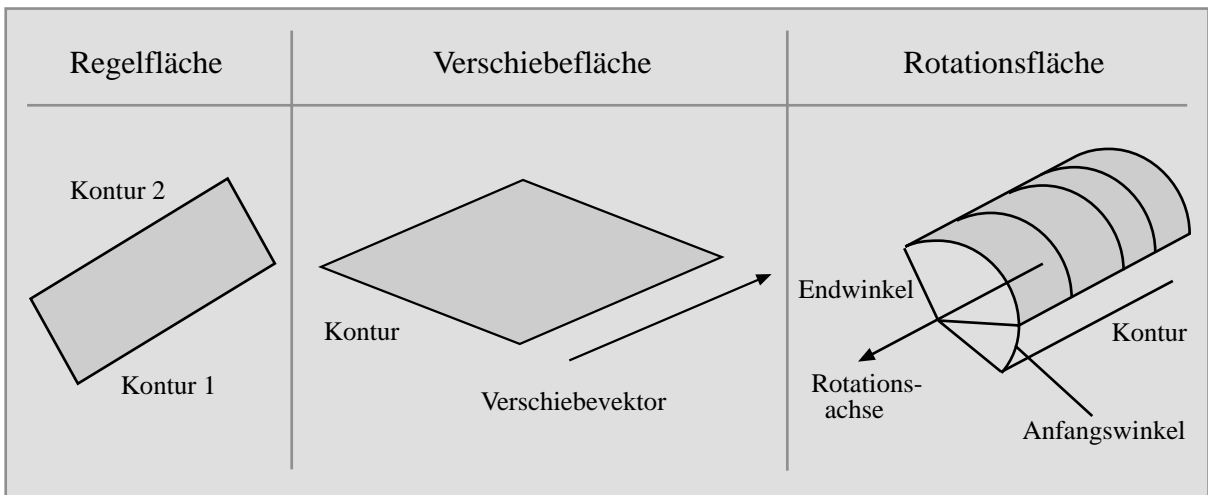 Regelfläche
Verschiebefläche
Rotationsfläche
Kontur 2
Kontur 1
Kontur
Verschiebevektor
Endwinkel
Kontur
Rotations-
achse
Anfangswinkel